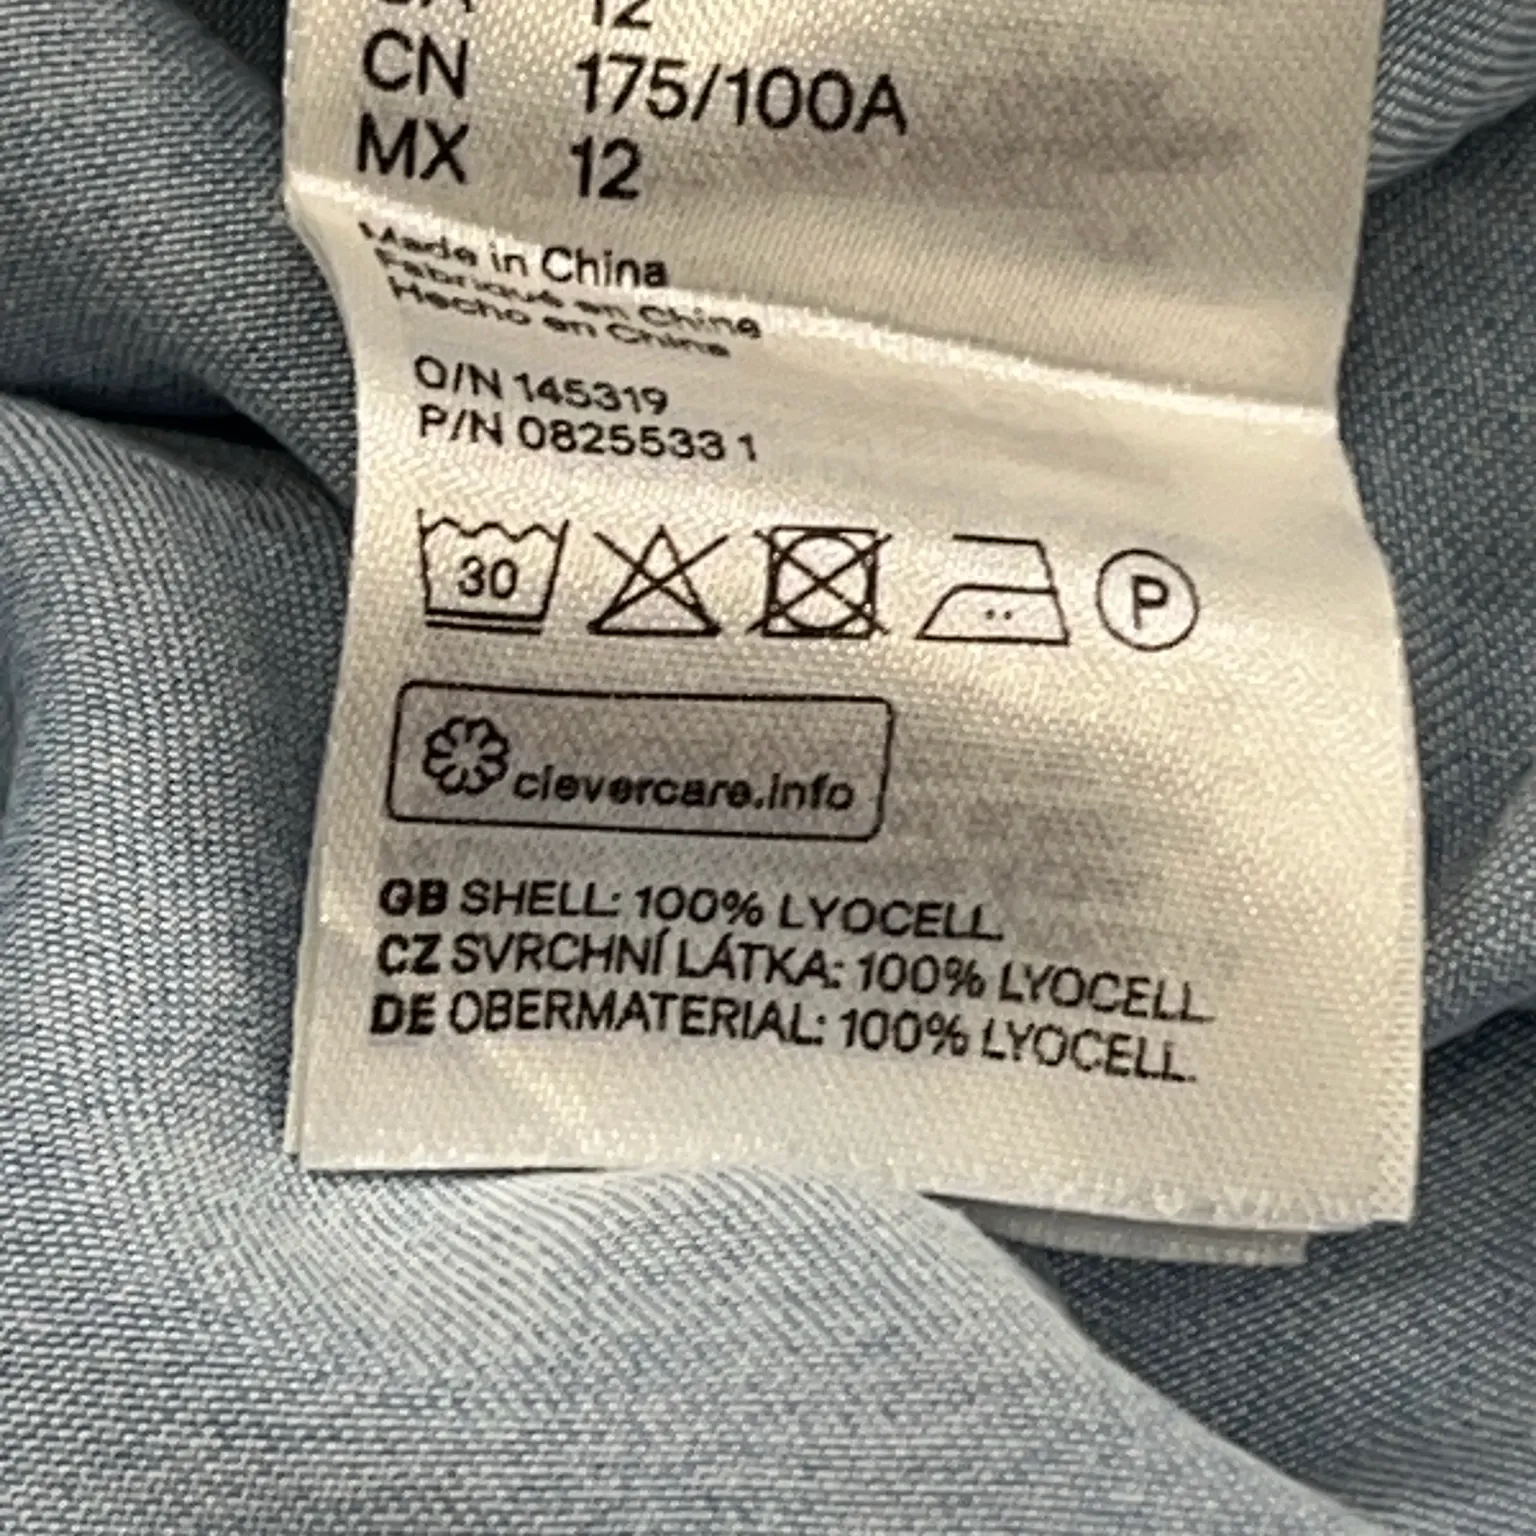 12
CN 175/100A
MX 12
Made in China
Fabriqué en Chine
Hecho en China
O/N 145319
P/N 0825533 1
30
P
clevercare.info
GB SHELL: 100% LYOCELL.
CZ SVRCHNÍ LÁTKA: 100% LYOCELL
DE OBERMATERIAL: 100% LYOCELL.